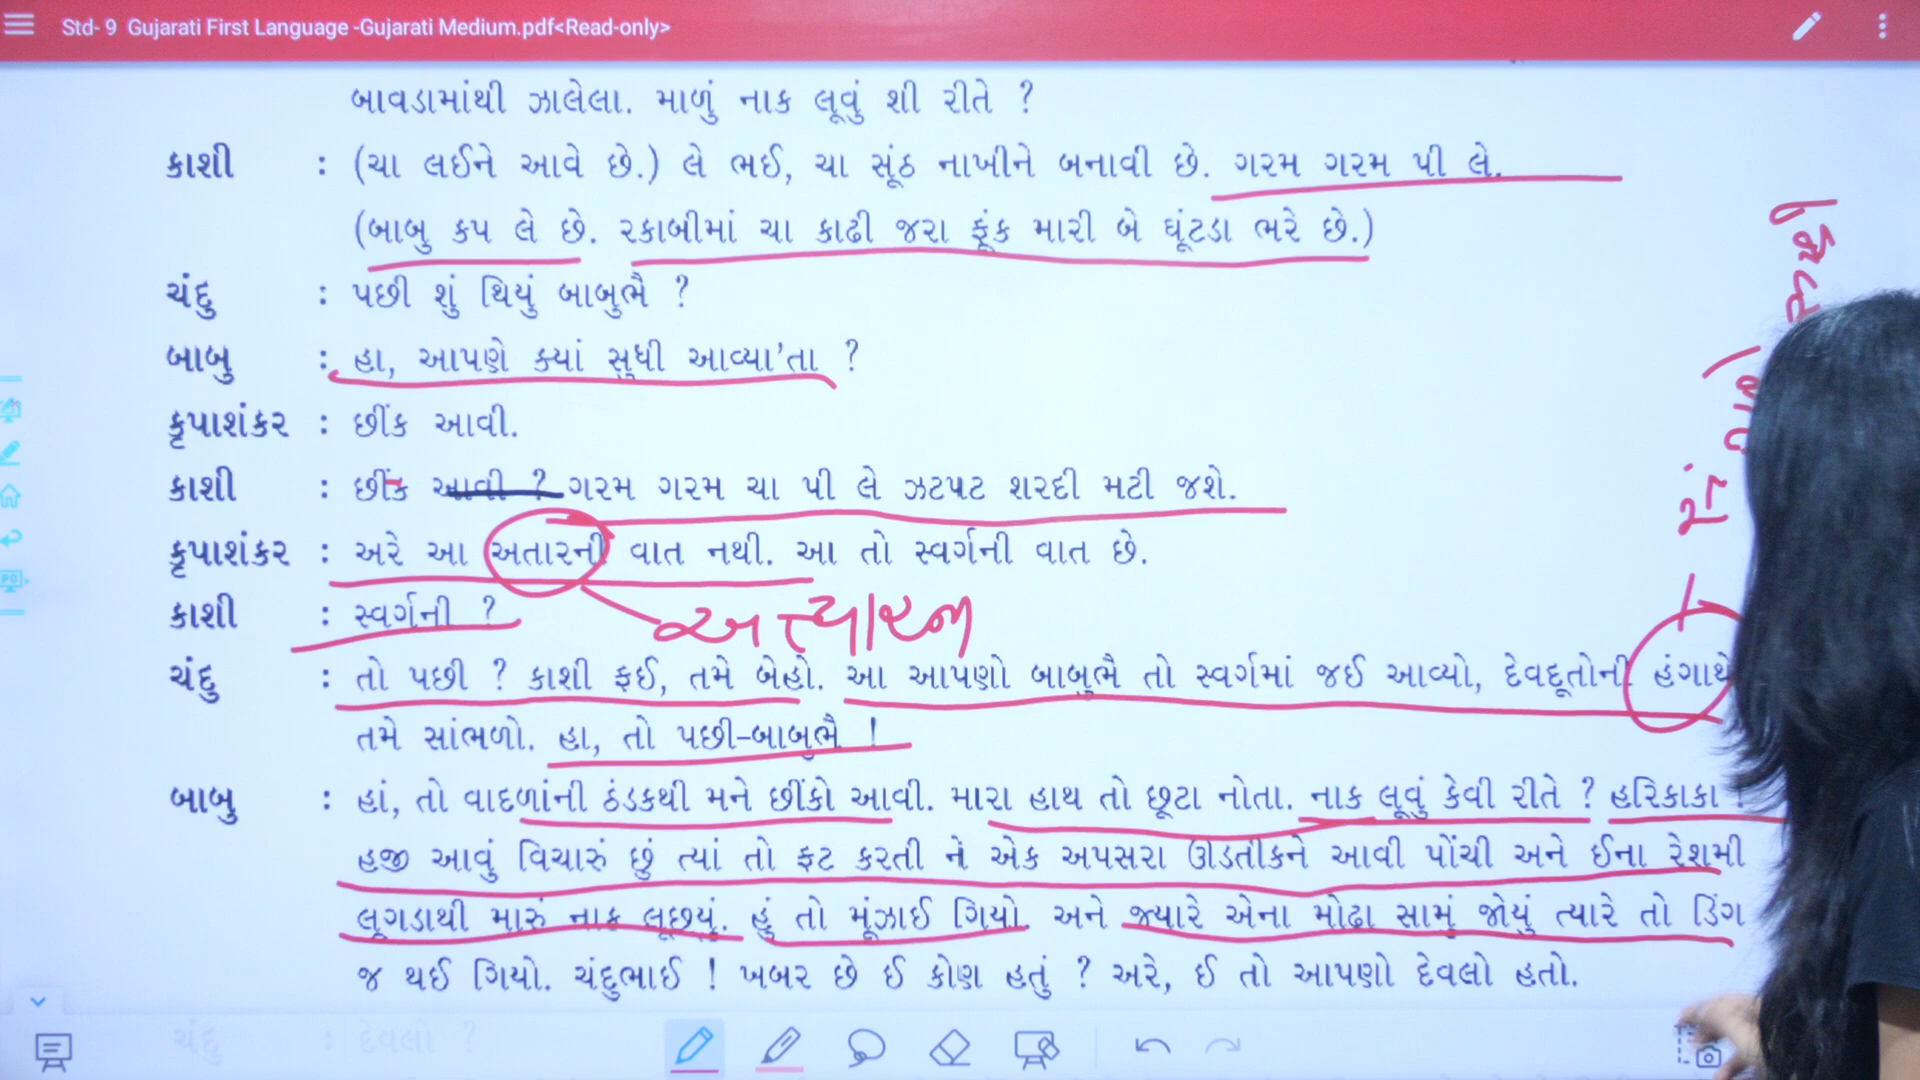 Std- 9 Gujarati First Language -Gujarati Medium.pdf<Read-only>
બાવડામાંથી ઝાલેલા. માળું નાક લૂવું શી રીતે ?
કાશી : (ચા લઈને આવે છે.) લે ભઈ, ચા સૂંઠ નાખીને બનાવી છે. ગરમ ગરમ પી લે.
(બાબુ કપ લે છે. રકાબીમાં ચા કાઢી જરા ફૂંક મારી બે ઘૂંટડા ભરે છે.)
ચંદુ : પછી શું થિયું બાબુભૈ ?
બાબુ : હા, આપણે ક્યાં સુધી આવ્યા'તા ?
કૃપાશંકર : છીંક આવી.
કાશી : છીંક આવી ? ગરમ ગરમ ચા પી લે ઝટપટ શરદી મટી જશે.
કૃપાશંકર : અરે આ અતારની વાત નથી. આ તો સ્વર્ગની વાત છે.
કાશી : સ્વર્ગની ?
અત્યારના
ચંદુ : તો પછી ? કાશી ફઈ, તમે બેહો. આ આપણો બાબુભૈ તો સ્વર્ગમાં જઈ આવ્યો, દેવદૂતોની હંગાથે
તમે સાંભળો. હા, તો પછી–બાબુભૈ !
બાબુ : હાં, તો વાદળાંની ઠંડકથી મને છીંકો આવી. મારા હાથ તો છૂટા નોતા. નાક લૂવું કેવી રીતે ? હરિકાકા !
હજી આવું વિચારું છું ત્યાં તો ફટ કરતી ને એક અપસરા ઊડતીકને આવી પોંચી અને ઈના રેશમી
લૂગડાથી મારું નાક લૂછ્યું. હું તો મૂંઝાઈ ગિયો. અને જ્યારે એના મોઢા સામું જોયું ત્યારે તો ડિંગ
જ થઈ ગિયો. ચંદુભાઈ ! ખબર છે ઈ કોણ હતું ? અરે, ઈ તો આપણો દેવલો હતો.
ચંદુ : દેવલો ?